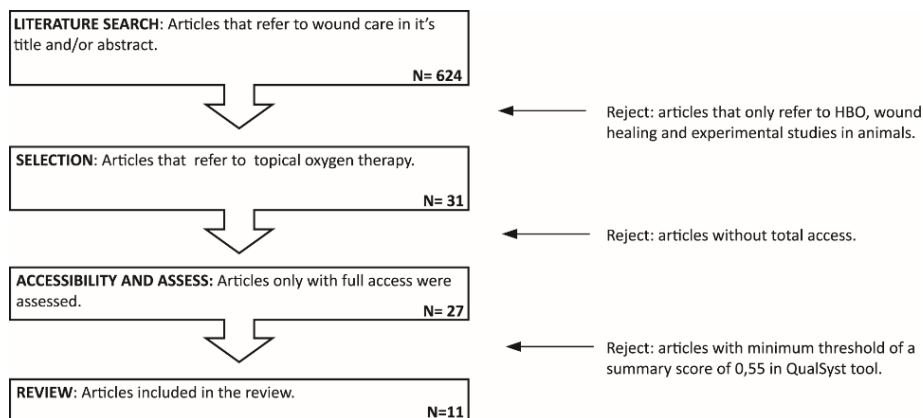 LITERATURE SEARCH: Articles that refer to wound care in it's
title and/or abstract.
N= 624
Reject: articles that only refer to HBO, wound
healing and experimental studies in animals.
SELECTION: Articles that refer to topical oxygen therapy.
N= 31
Reject: articles without total access.
ACCESSIBILITY AND ASSESS: Articles only with full access were
assessed.
N= 27
Reject: articles with minimum threshold of a
summary score of 0,55 in QualSyst tool.
REVIEW: Articles included in the review.
N=11